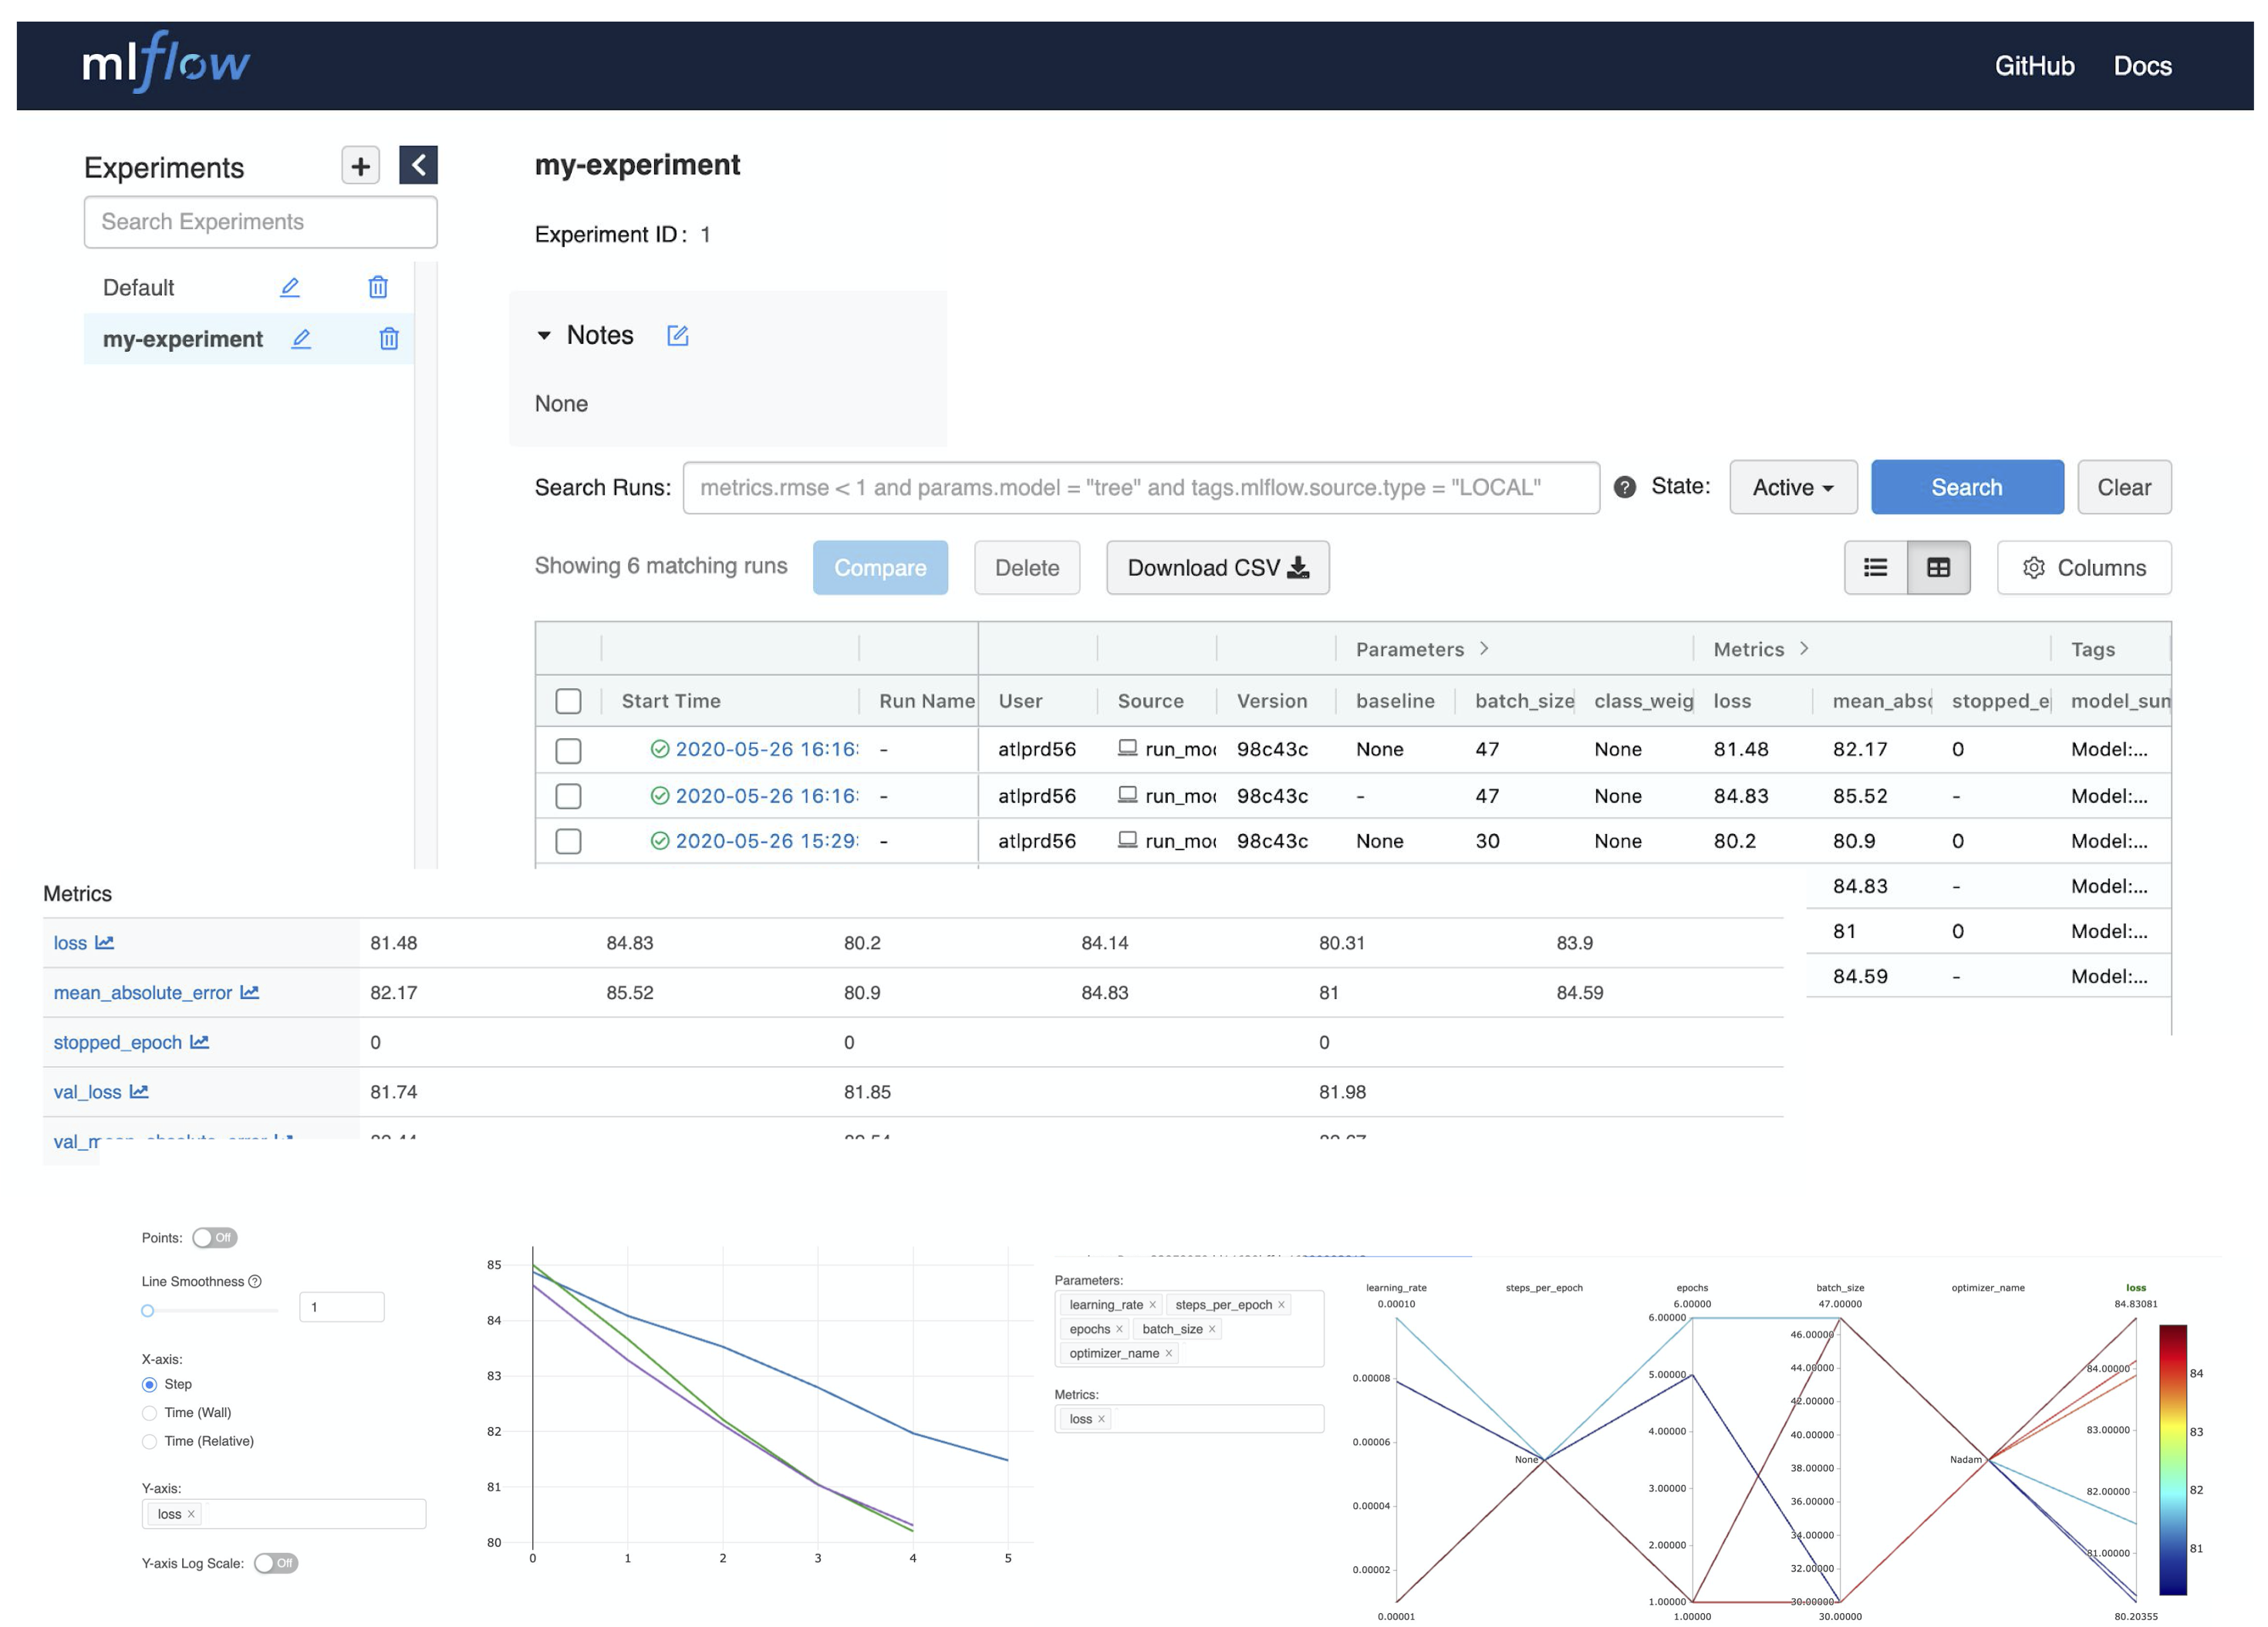 mlflow GitHub Docs
Experiments
Search Experiments
Default
my-experiment
my-experiment
Experiment ID: 1
Notes
None
Search Runs: metrics.rmse < 1 and params.model = "tree" and tags.mlflow.source.type = "LOCAL" ? State: Active Search Clear
Showing 6 matching runs Compare Delete Download CSV Columns
Parameters > Metrics > Tags
Start Time Run Name User Source Version baseline batch_size class_weig loss mean_abs stopped_e model_sum
2020-05-26 16:16: - atlprd56 run_mo 98c43c None 47 None 81.48 82.17 0 Model:...
2020-05-26 16:16: - atlprd56 run_mo 98c43c - 47 None 84.83 85.52 - Model:...
2020-05-26 15:29: - atlprd56 run_mo 98c43c None 30 None 80.2 80.9 0 Model:...
84.83 - Model:...
81 0 Model:...
84.59 - Model:...
Metrics
loss 81.48 84.83 80.2 84.14 80.31 83.9
mean_absolute_error 82.17 85.52 80.9 84.83 81 84.59
stopped_epoch 0 0 0
val_loss 81.74 81.85 81.98
Points: Off
Line Smoothness ?
1
X-axis:
Step
Time (Wall)
Time (Relative)
Y-axis:
loss ×
Y-axis Log Scale: Off
85
84
83
82
81
80
0 1 2 3 4 5
Parameters:
learning_rate × steps_per_epoch ×
epochs × batch_size ×
optimizer_name ×
Metrics:
loss ×
learning_rate steps_per_epoch epochs batch_size optimizer_name loss
0.00010 6.00000 47.00000 84.83081
0.00008
0.00006
0.00004
0.00002
0.00001
None
6.00000
5.00000
4.00000
3.00000
2.00000
1.00000
1.00000
46.00000
44.00000
42.00000
40.00000
38.00000
36.00000
34.00000
32.00000
30.00000
30.00000
Nadam
84.00000
83.00000
82.00000
81.00000
80.20355
84
83
82
81